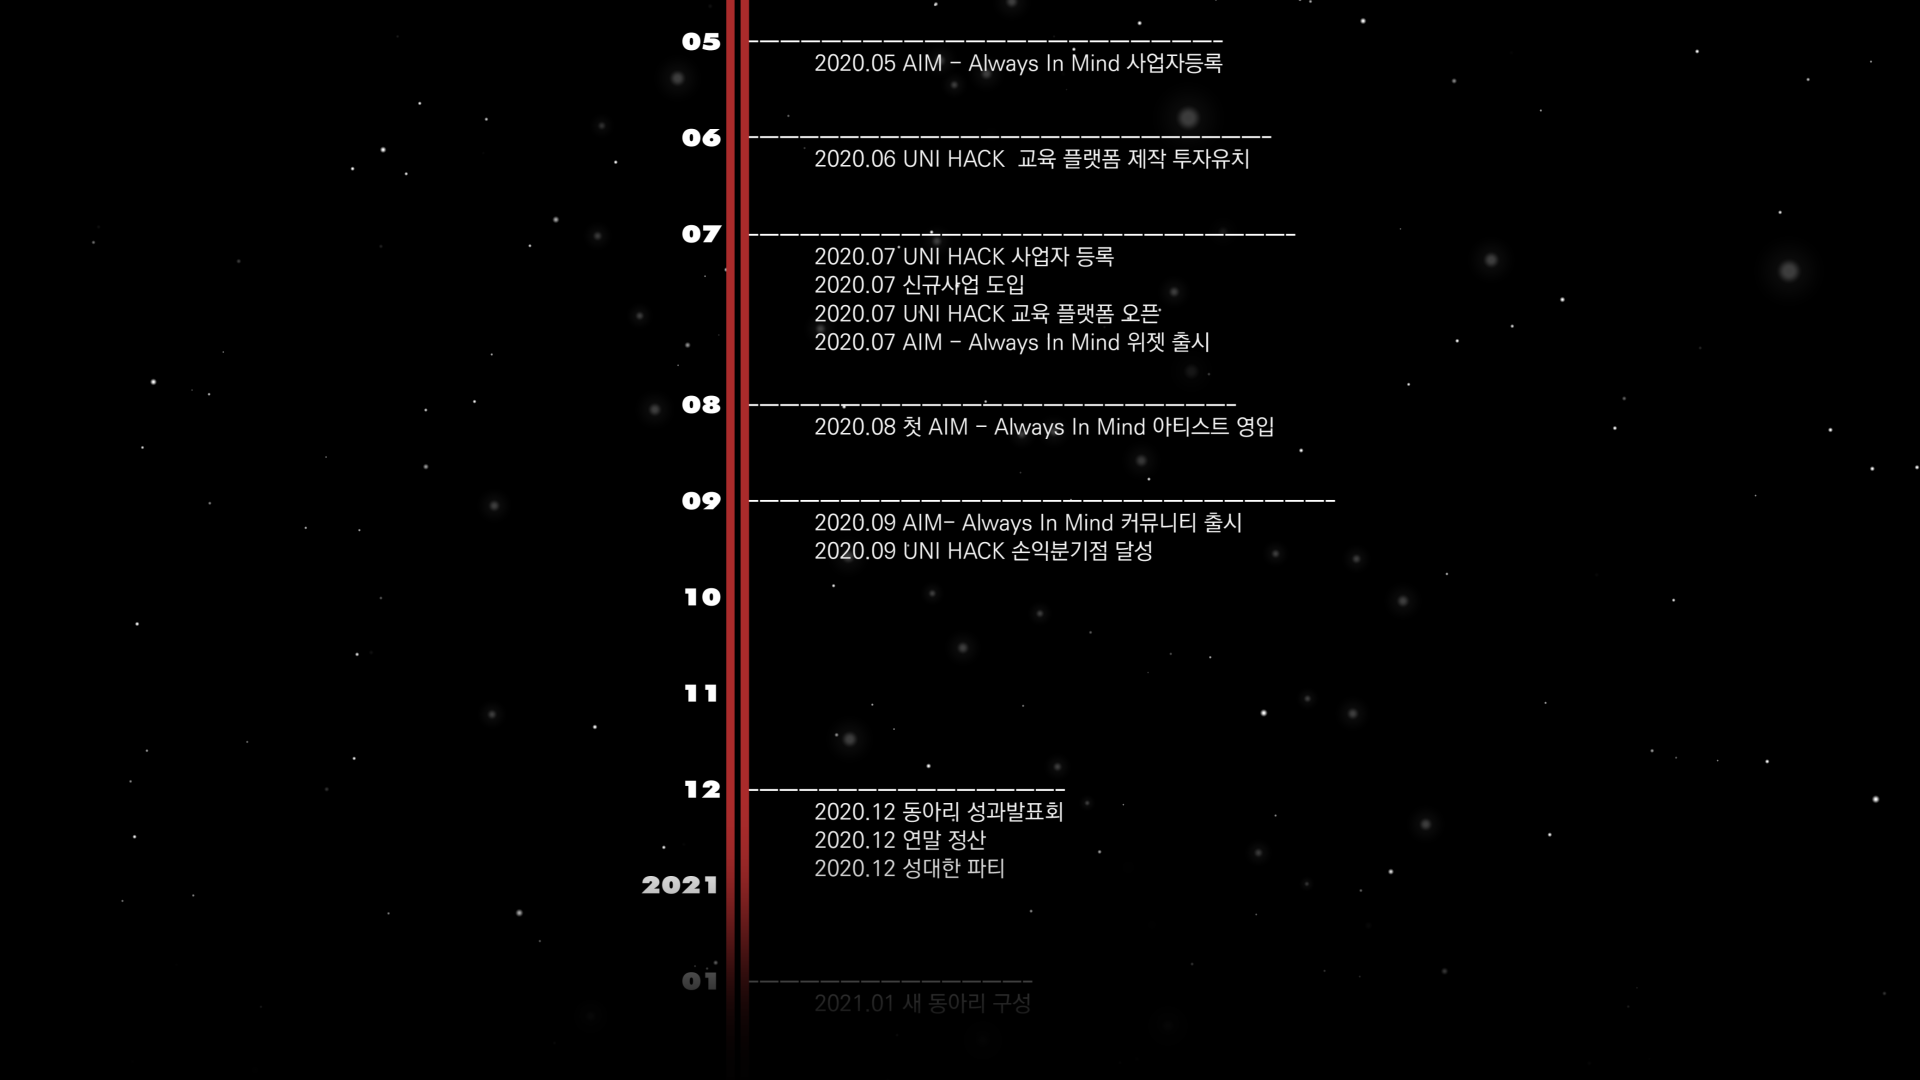 05
2020.05 AIM - Always In Mind 사업자등록
06
2020.06 UNI HACK  교육 플랫폼 제작 투자유치
07
2020.07 UNI HACK 사업자 등록
2020.07 신규사업 도입
2020.07 UNI HACK 교육 플랫폼 오픈
2020.07 AIM - Always In Mind 위젯 출시
08
2020.08 첫 AIM - Always In Mind 아티스트 영입
09
2020.09 AIM- Always In Mind 커뮤니티 출시
2020.09 UNI HACK 손익분기점 달성
10
11
12
2020.12 동아리 성과발표회
2020.12 연말 정산
2020.12 성대한 파티
2021
01
2021.01 새 동아리 구성